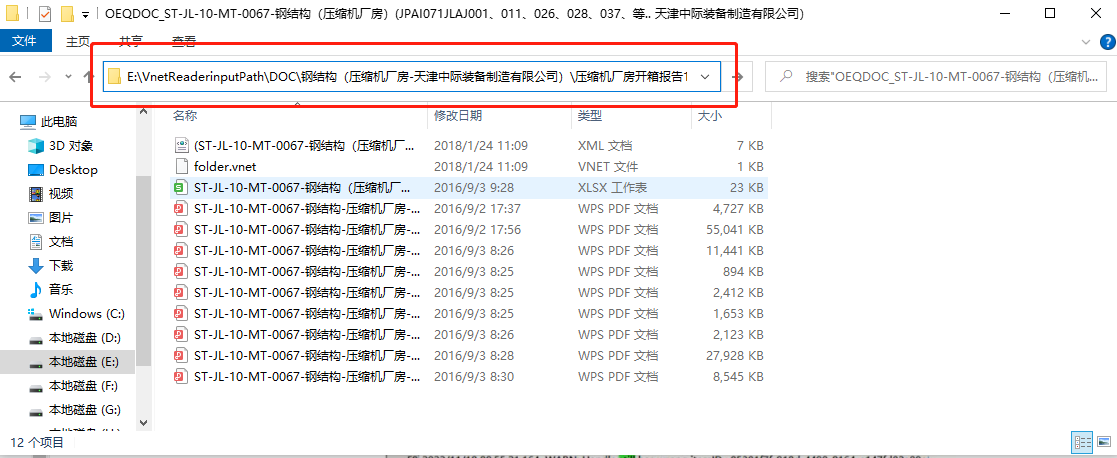 OEQDOC_ST-JL-10-MT-0067-钢结构（压缩机厂房）(JPAI071JLAJ001、011、026、028、037、等.. 天津中际装备制造有限公司）
文件 主页 共享 查看
E:\VnetReaderinputPath\DOC\钢结构（压缩机厂房-天津中际装备制造有限公司）\压缩机厂房开箱报告1
搜索"OEQDOC_ST-JL-10-MT-0067-钢结构（压缩机...
名称 修改日期 类型 大小
此电脑
3D 对象
Desktop
视频
图片
文档
下载
音乐
Windows (C:)
本地磁盘 (D:)
本地磁盘 (E:)
本地磁盘 (F:)
本地磁盘 (G:)
(ST-JL-10-MT-0067-钢结构（压缩机厂... 2018/1/24 11:09 XML 文档 7 KB
folder.vnet 2018/1/24 11:09 VNET 文件 1 KB
ST-JL-10-MT-0067-钢结构（压缩机厂... 2016/9/3 9:28 XLSX 工作表 23 KB
ST-JL-10-MT-0067-钢结构-压缩机厂房-... 2016/9/2 17:37 WPS PDF 文档 4,727 KB
ST-JL-10-MT-0067-钢结构-压缩机厂房-... 2016/9/2 17:56 WPS PDF 文档 55,041 KB
ST-JL-10-MT-0067-钢结构-压缩机厂房-... 2016/9/3 8:26 WPS PDF 文档 11,441 KB
ST-JL-10-MT-0067-钢结构-压缩机厂房-... 2016/9/3 8:25 WPS PDF 文档 894 KB
ST-JL-10-MT-0067-钢结构-压缩机厂房-... 2016/9/3 8:25 WPS PDF 文档 2,412 KB
ST-JL-10-MT-0067-钢结构-压缩机厂房-... 2016/9/3 8:25 WPS PDF 文档 1,653 KB
ST-JL-10-MT-0067-钢结构-压缩机厂房-... 2016/9/3 8:26 WPS PDF 文档 2,123 KB
ST-JL-10-MT-0067-钢结构-压缩机厂房-... 2016/9/3 8:28 WPS PDF 文档 27,928 KB
ST-JL-10-MT-0067-钢结构-压缩机厂房-... 2016/9/3 8:30 WPS PDF 文档 8,545 KB
12 个项目